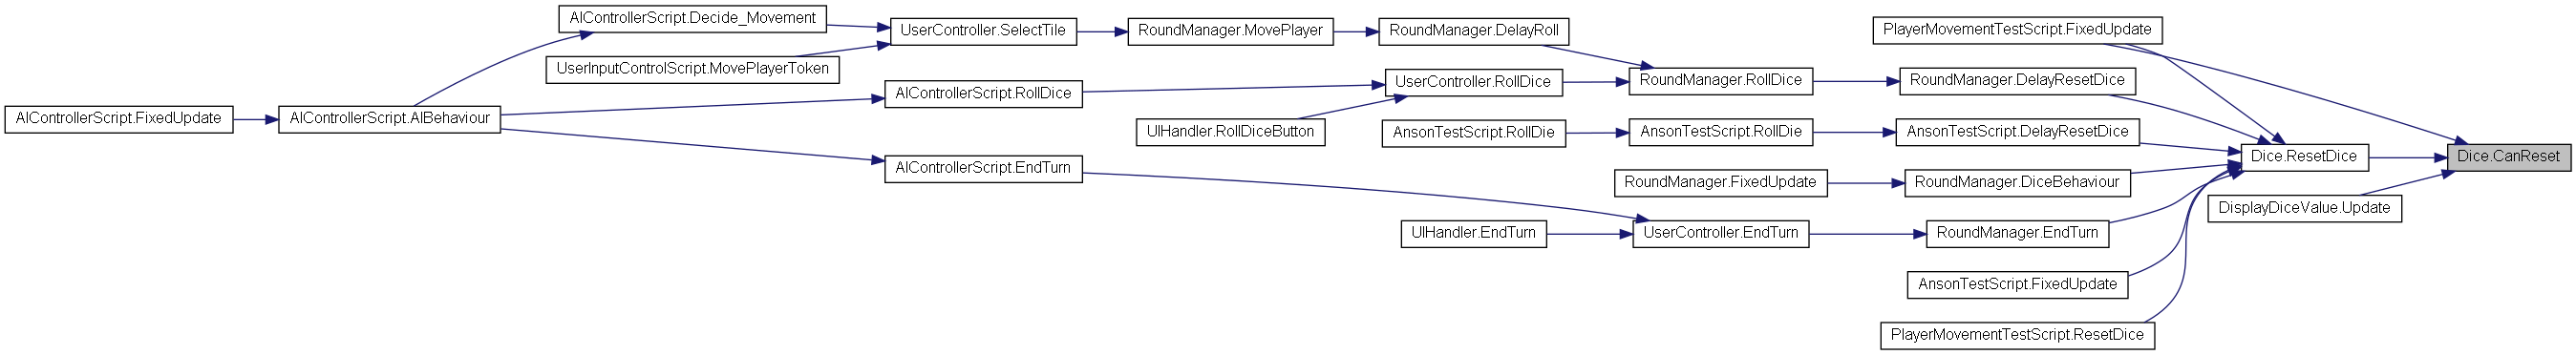 AIControllerScript.Decide_Movement
UserController.SelectTile
RoundManager.MovePlayer
RoundManager.DelayRoll
PlayerMovementTestScript.FixedUpdate
UserInputControlScript.MovePlayerToken
UserController.RollDice
RoundManager.RollDice
RoundManager.DelayResetDice
AIControllerScript.FixedUpdate
AIControllerScript.AIBehaviour
AIControllerScript.RollDice
UIHandler.RollDiceButton
AnsonTestScript.RollDie
AnsonTestScript.RollDie
AnsonTestScript.DelayResetDice
Dice.ResetDice
Dice.CanReset
AIControllerScript.EndTurn
RoundManager.FixedUpdate
RoundManager.DiceBehaviour
DisplayDiceValue.Update
UIHandler.EndTurn
UserController.EndTurn
RoundManager.EndTurn
AnsonTestScript.FixedUpdate
PlayerMovementTestScript.ResetDice